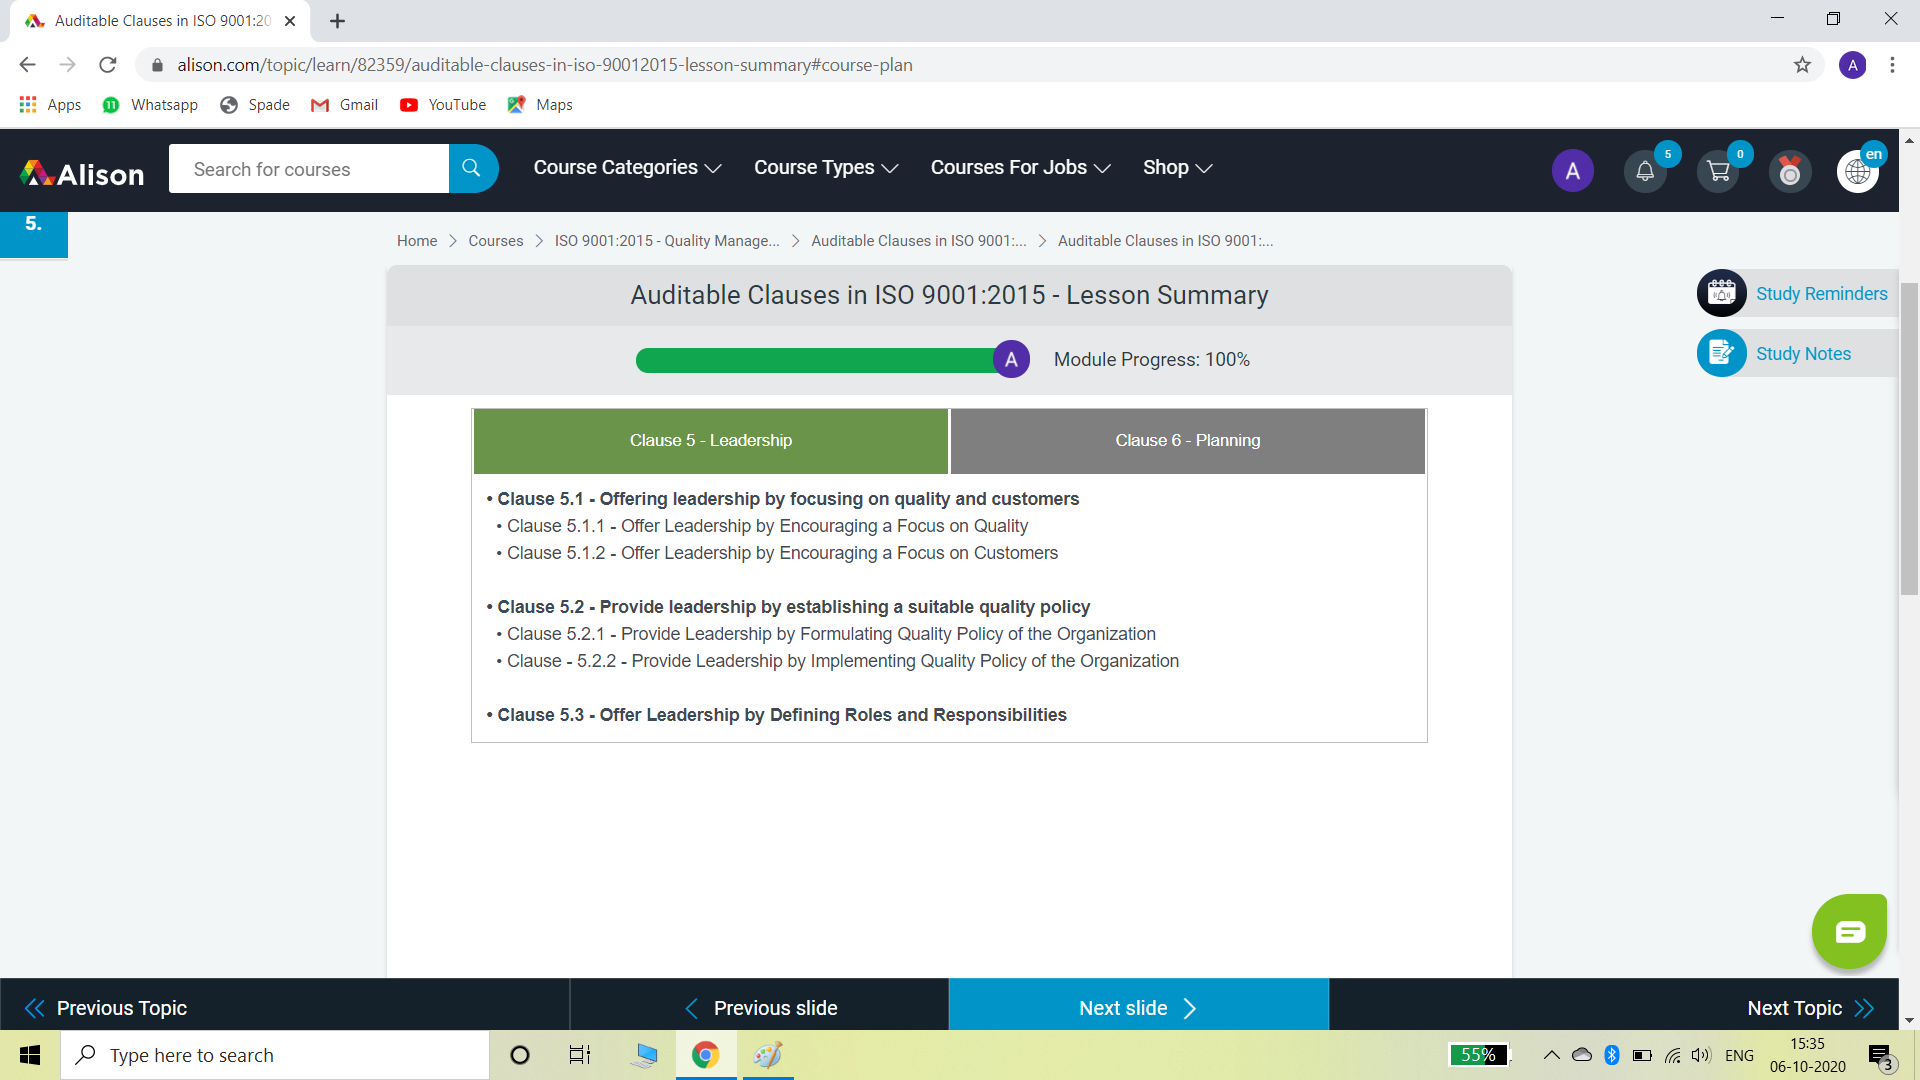 Auditable Clauses in ISO 9001:20
alison.com/topic/learn/82359/auditable-clauses-in-iso-90012015-lesson-summary#course-plan
A
Apps
11
Whatsapp
Spade
Gmail
YouTube
Maps
Alison
Search for courses
Course Categories
Course Types
Courses For Jobs
Shop
A
5
0
en
5.
Home > Courses > ISO 9001:2015 - Quality Manage... > Auditable Clauses in ISO 9001:... > Auditable Clauses in ISO 9001:...
Auditable Clauses in ISO 9001:2015 - Lesson Summary
A
Module Progress: 100%
Study Reminders
Study Notes
Clause 5 - Leadership
Clause 6 - Planning
• Clause 5.1 - Offering leadership by focusing on quality and customers
• Clause 5.1.1 - Offer Leadership by Encouraging a Focus on Quality
• Clause 5.1.2 - Offer Leadership by Encouraging a Focus on Customers
• Clause 5.2 - Provide leadership by establishing a suitable quality policy
• Clause 5.2.1 - Provide Leadership by Formulating Quality Policy of the Organization
• Clause - 5.2.2 - Provide Leadership by Implementing Quality Policy of the Organization
• Clause 5.3 - Offer Leadership by Defining Roles and Responsibilities
Previous Topic
Previous slide
Next slide
Next Topic
Type here to search
55%
ENG
15:35
06-10-2020
3